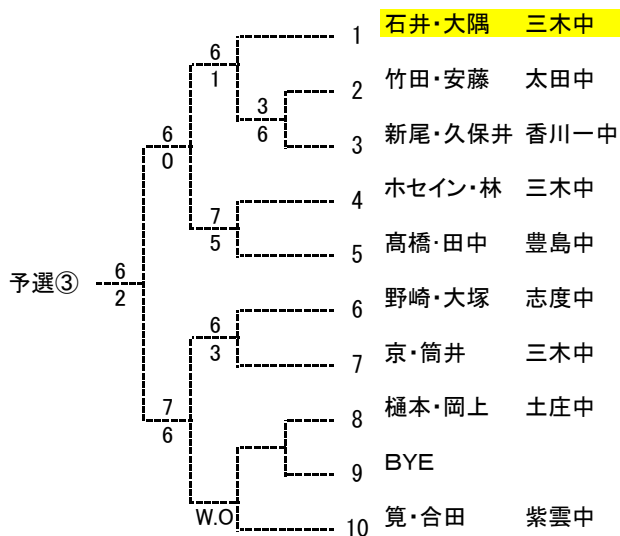 1 石井・大隅 三木中
6
1
2 竹田・安藤 太田中
3
6
3 新尾・久保井 香川一中
6
0
4 ホセイン・林 三木中
7
5
5 髙橋・田中 豊島中
予選③
6
2
6 野崎・大塚 志度中
6
3
7 京・筒井 三木中
7
6
8 樋本・岡上 土庄中
9 BYE
W.O
10 筧・合田 紫雲中